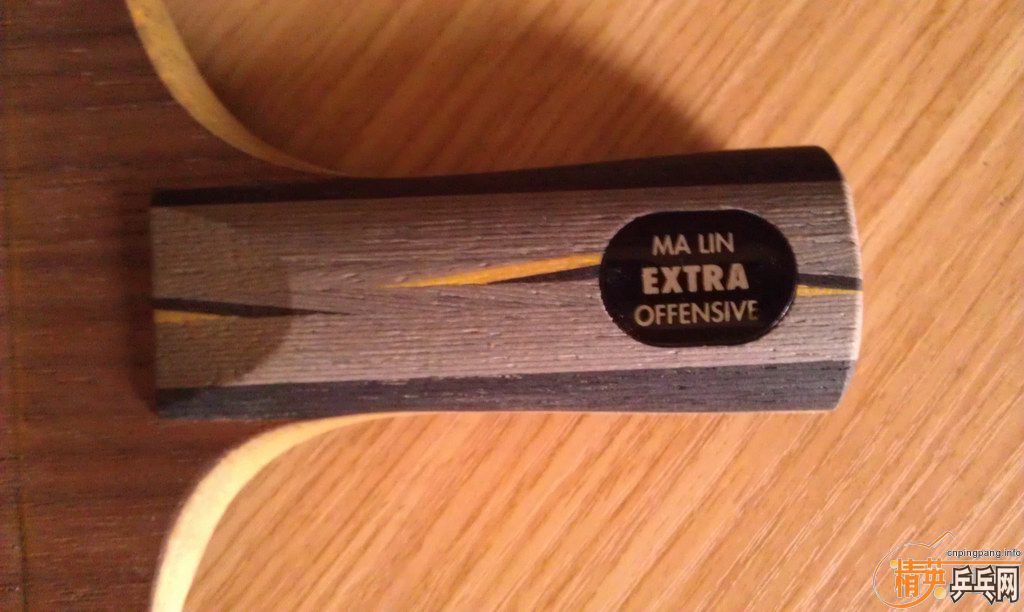 MA LIN
EXTRA
OFFENSIVE
cnpingpang.info
精英乒乓网